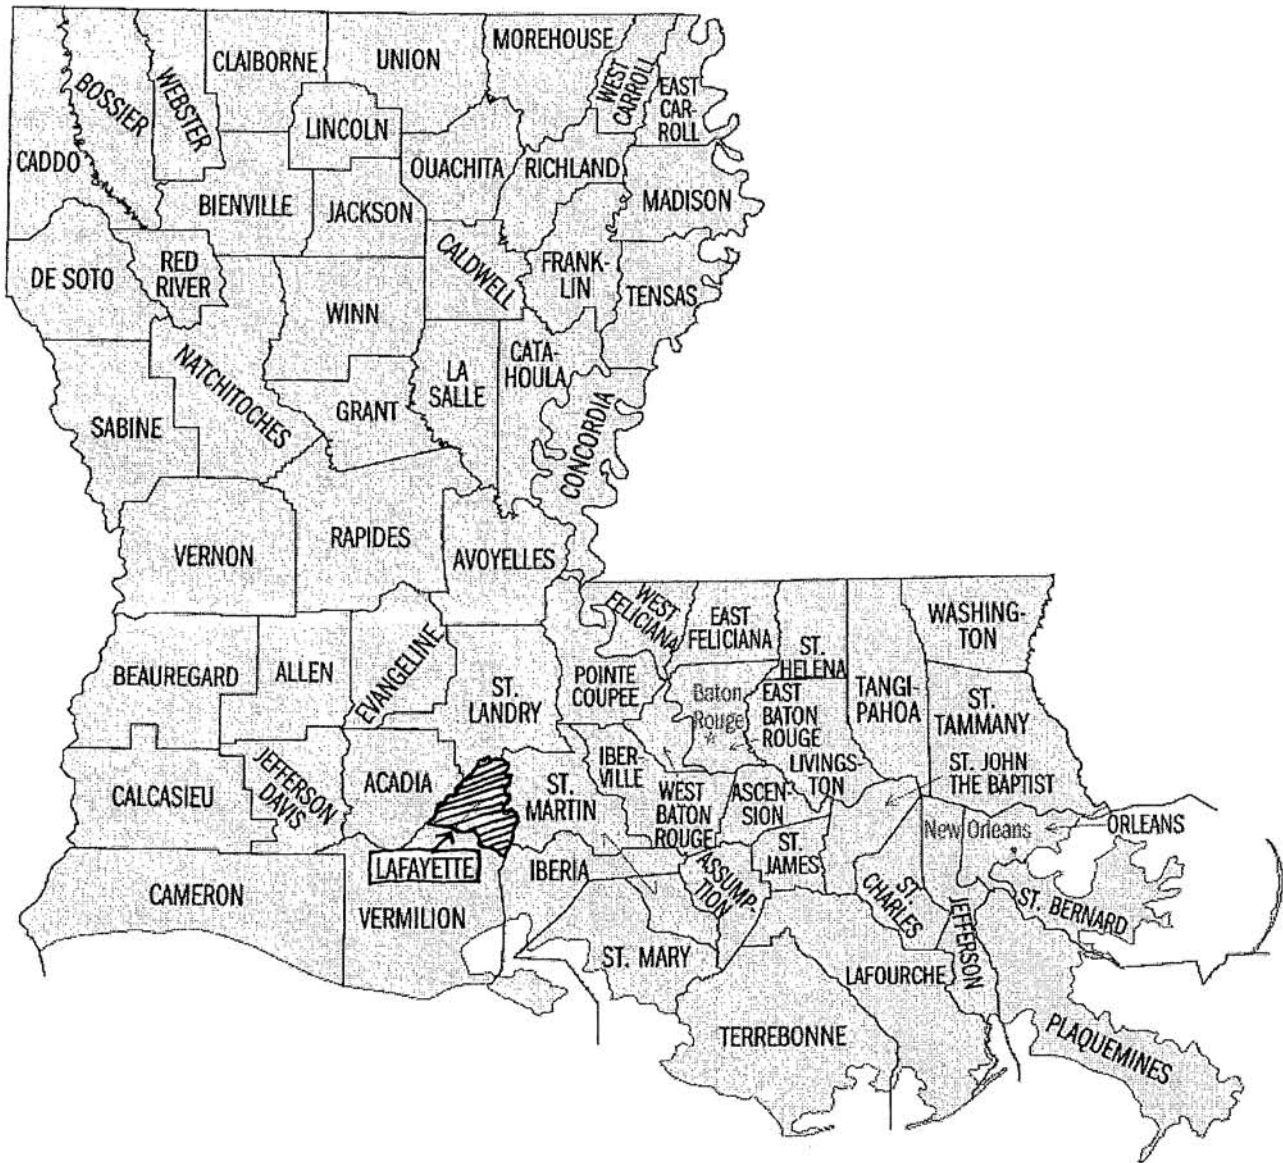 MOREHOUSE
CLAIBORNE
UNION
WEST
CARROLL
EAST
CAR-
ROLL
BOSSIER
WEBSTER
LINCOLN
CADDO
OUACHITA
RICHLAND
MADISON
BIENVILLE
JACKSON
DE SOTO
RED
RIVER
CALDWELL
FRANK-
LIN
TENSAS
WINN
NATCHITOCHES
LA
SALLE
CATA-
HOULA
SABINE
GRANT
CONCORDIA
VERNON
RAPIDES
AVOYELLES
WEST
FELICIANA
EAST
FELICIANA
ST.
HELENA
WASHING-
TON
BEAUREGARD
ALLEN
EVANGELINE
ST.
LANDRY
POINTE
COUPEE
Baton
Rouge
*
EAST
BATON
ROUGE
TANGI-
PAHOA
ST.
TAMMANY
LIVINGS-
TON
ST. JOHN
THE BAPTIST
CALCASIEU
JEFFERSON
DAVIS
ACADIA
ST.
MARTIN
IBER-
VILLE
WEST
BATON
ROUGE
ASCEN-
SION
New Orleans
ORLEANS
LAFAYETTE
IBERIA
ASSUMP-
TION
ST.
JAMES
ST.
CHARLES
JEFFERSON
ST. BERNARD
CAMERON
VERMILION
ST. MARY
LAFOURCHE
TERREBONNE
PLAQUEMINES